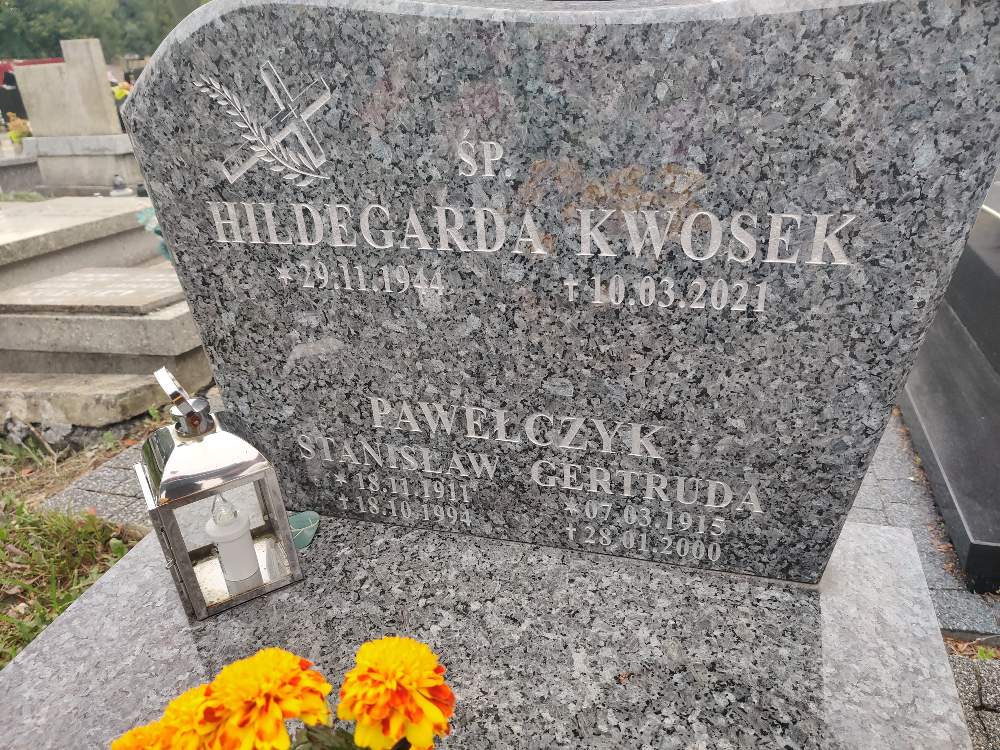 ŚP.
HILDEGARDA KWOSEK
* 29.11.1944 † 10.03.2021
PAWEŁCZYK
STANISŁAW GERTRUDA
* 18.11.1911 * 07.03.1915
† 18.10.1994 † 28.01.2000